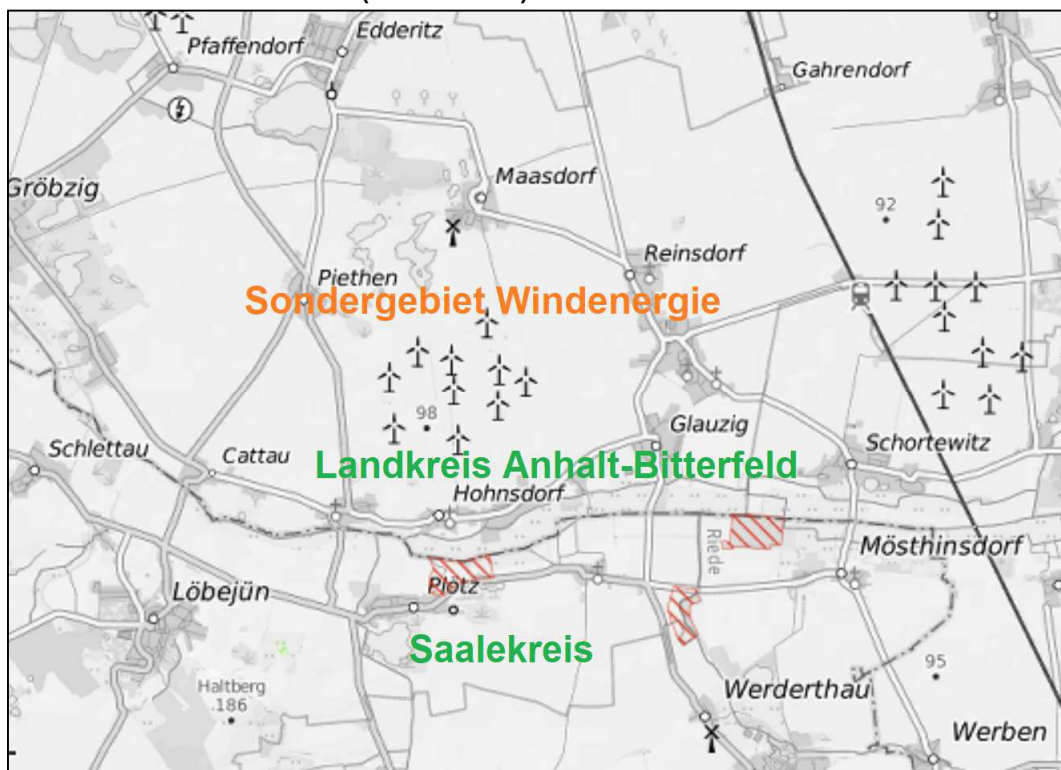 Edderitz
Pfaffendorf
Gahrendorf
Gröbzig
Maasdorf
92
Reinsdorf
Piethen
Sondergebiet Windenergie
98
Glauzig
Schlettau
Cattau
Schortewitz
Landkreis Anhalt-Bitterfeld
Hohnsdorf
Riede
Mösthinsdorf
Plötz
Löbejün
Saalekreis
95
Haltberg
186
Werderthau
Werben